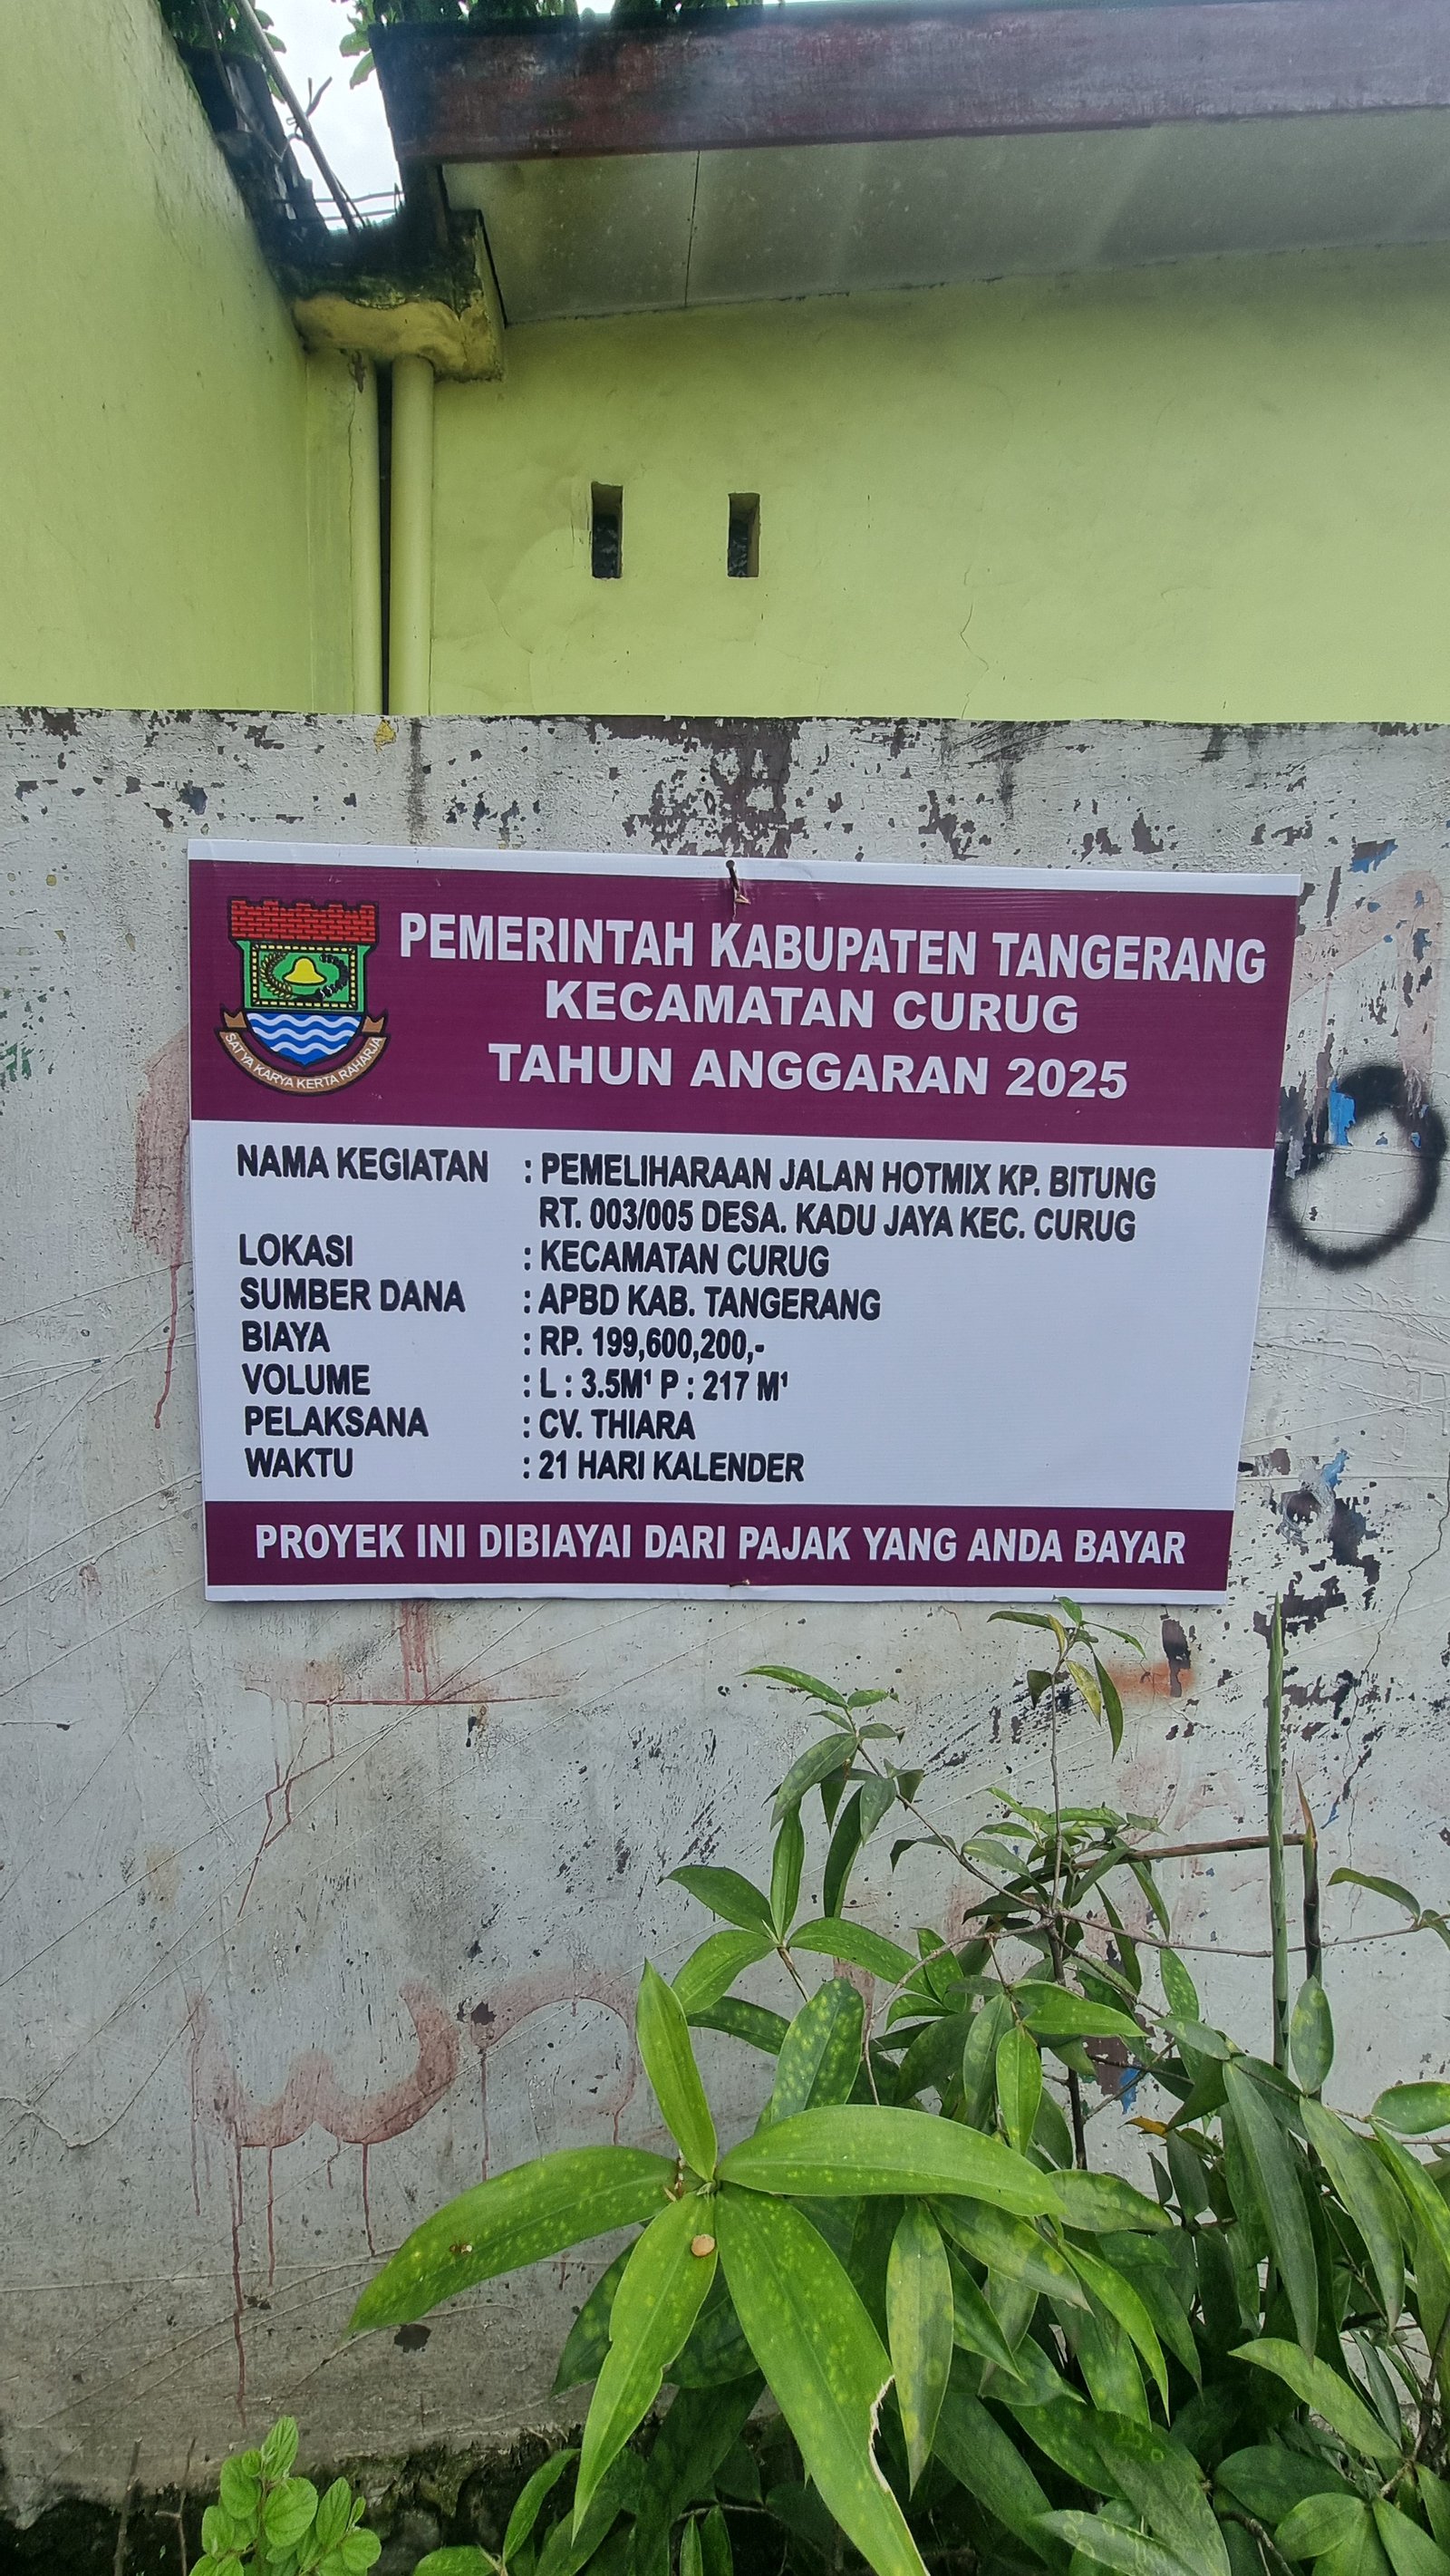 PEMERINTAH KABUPATEN TANGERANG
KECAMATAN CURUG
TAHUN ANGGARAN 2025
SATYA KARYA KERTA RAHARJA
NAMA KEGIATAN : PEMELIHARAAN JALAN HOTMIX KP. BITUNG
RT. 003/005 DESA. KADU JAYA KEC. CURUG
LOKASI : KECAMATAN CURUG
SUMBER DANA : APBD KAB. TANGERANG
BIAYA : RP. 199,600,200,-
VOLUME : L : 3.5M¹ P : 217 M¹
PELAKSANA : CV. THIARA
WAKTU : 21 HARI KALENDER
PROYEK INI DIBIAYAI DARI PAJAK YANG ANDA BAYAR